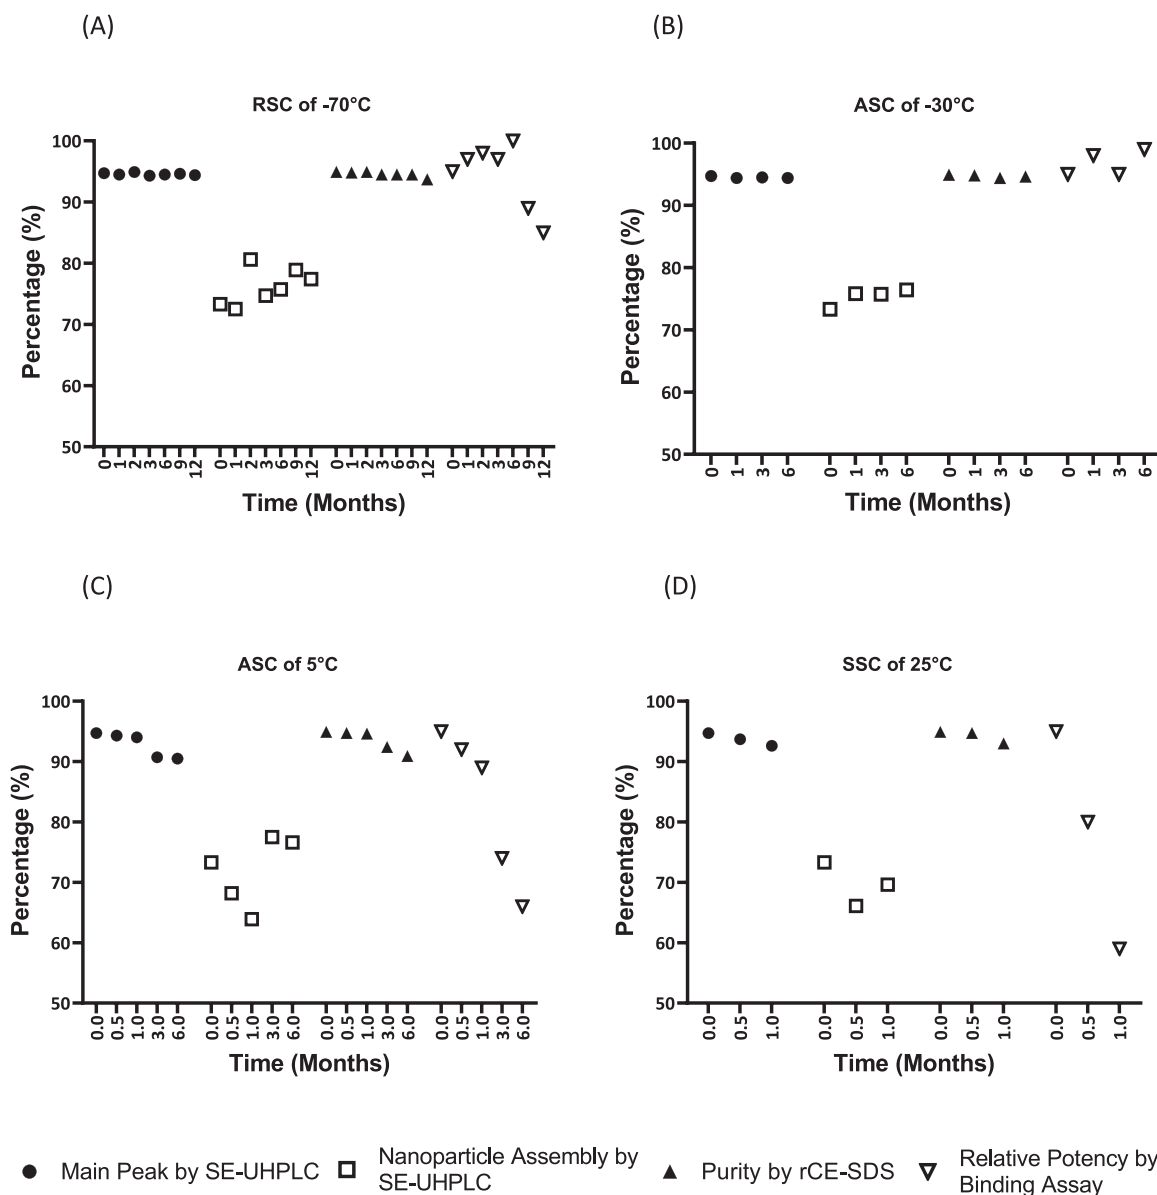 (A)
RSC of -70°C
Percentage (%)
100
90
80
70
60
50
0 1 2 3 6 9 12 0 1 2 3 6 9 12 0 1 2 3 6 9 12 0 1 2 3 6 9 12
Time (Months)
(B)
ASC of -30°C
Percentage (%)
100
90
80
70
60
50
0 1 3 6 0 1 3 6 0 1 3 6 0 1 3 6
Time (Months)
(C)
ASC of 5°C
Percentage (%)
100
90
80
70
60
50
0.0 0.5 1.0 3.0 6.0 0.0 0.5 1.0 3.0 6.0 0.0 0.5 1.0 3.0 6.0 0.0 0.5 1.0 3.0 6.0
Time (Months)
(D)
SSC of 25°C
Percentage (%)
100
90
80
70
60
50
0.0 0.5 1.0 0.0 0.5 1.0 0.0 0.5 1.0 0.0 0.5 1.0
Time (Months)
Main Peak by SE-UHPLC
Nanoparticle Assembly by
SE-UHPLC
Purity by rCE-SDS
Relative Potency by
Binding Assay